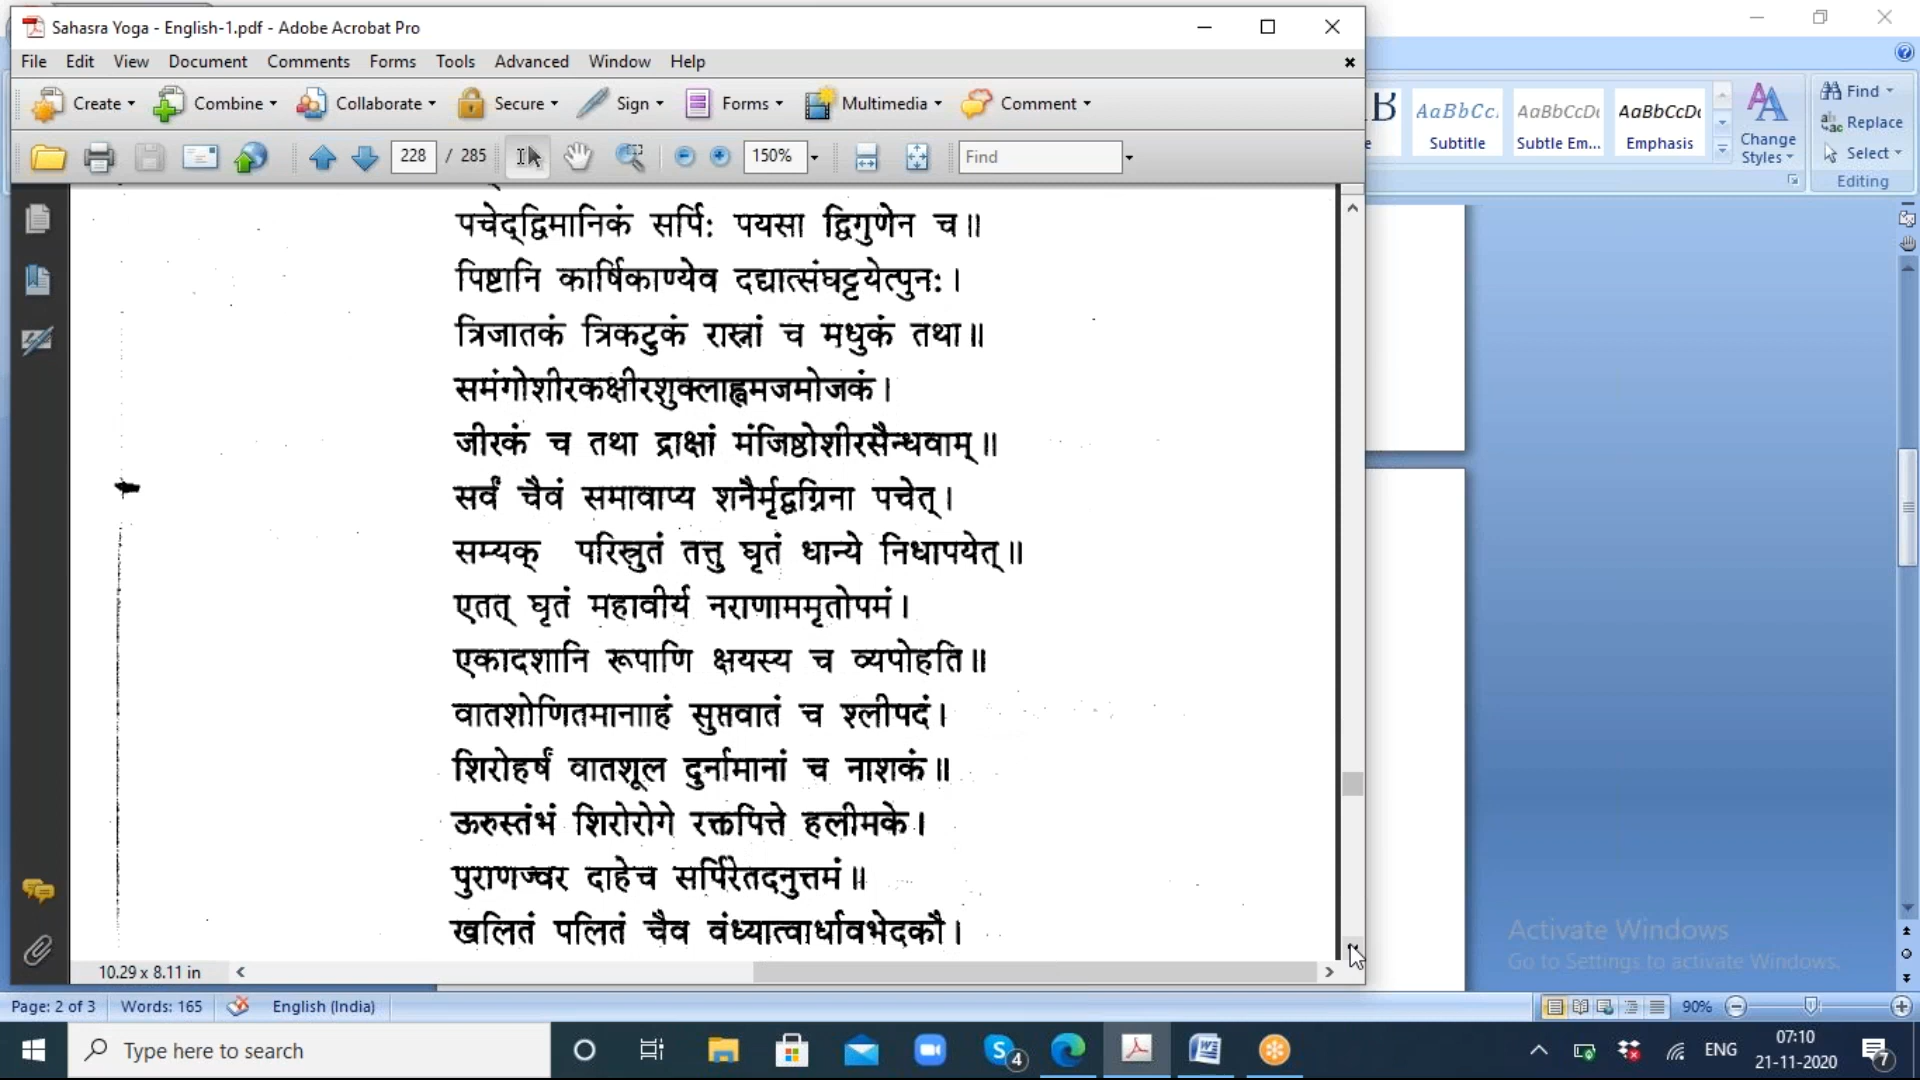 Sahasra Yoga - English-1.pdf - Adobe Acrobat Pro
File Edit View Document Comments Forms Tools Advanced Window Help
Create Combine Collaborate Secure Sign Forms Multimedia Comment
228 / 285 150% Find
AaBbCc. AaBbCcDc AaBbCcDc
Subtitle Subtle Em... Emphasis
Change Styles
Find
Replace
Select
Editing
पचेद्द्विमानिकं सर्पिः पयसा द्विगुणेन च॥
पिष्टानि कार्षिकाण्येव दद्यात्संघट्टयेत्पुनः।
त्रिजातकं त्रिकटुकं रास्नां च मधुकं तथा॥
समंगोशीरकक्षीरशुक्लाह्वमजमोजकं।
जीरकं च तथा द्राक्षां मंजिष्ठोशीरसैन्धवाम्॥
सर्वं चैवं समावाप्य शनैर्मृद्वग्निना पचेत्।
सम्यक् परिस्रुतं तत्तु घृतं धान्ये निधापयेत्॥
एतत् घृतं महावीर्य नराणाममृतोपमं।
एकादशानि रूपाणि क्षयस्य च व्यपोहति॥
वातशोणितमानााहं सुप्तवातं च श्लीपदं।
शिरोहर्षं वातशूल दुर्नामानां च नाशकं॥
ऊरुस्तंभं शिरोरोगे रक्तपित्ते हलीमके।
पुराणज्वर दाहेच सर्पिरेतदनुत्तमं॥
खलितं पलितं चैव वंध्यात्वार्धावभेदकौ।
10.29 x 8.11 in
Activate Windows
Go to Settings to activate Windows.
Page: 2 of 3 Words: 165 English (India) 90%
Type here to search
4
ENG
07:10
21-11-2020
7